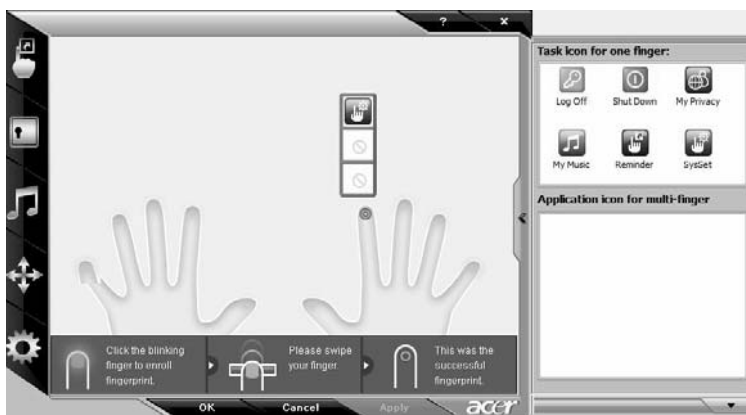 ? x
Task icon for one finger:
Log Off Shut Down My Privacy
My Music Reminder SysSet
Application icon for multi-finger
Click the blinking
finger to enroll
fingerprint.
Please swipe
your finger
This was the
successful
fingerprint.
OK Cancel Apply acer